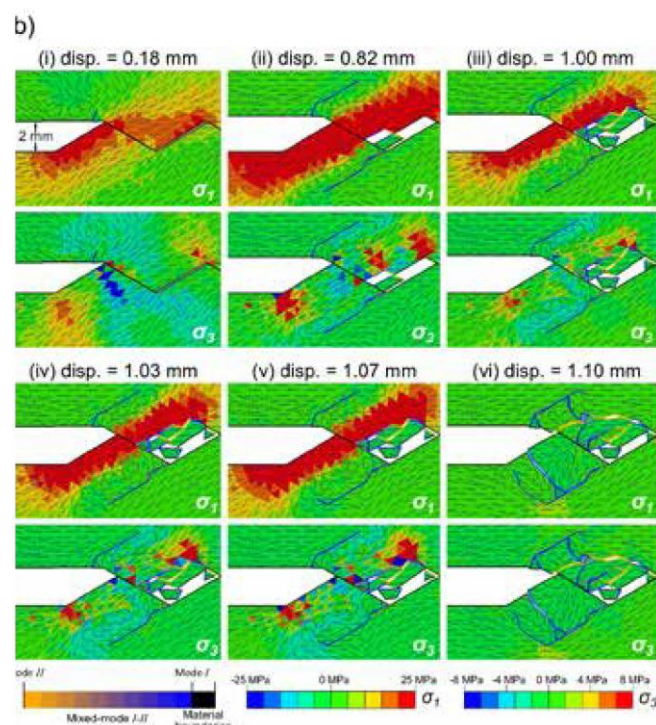 b)
(i) disp. = 0.18 mm
(ii) disp. = 0.82 mm
(iii) disp. = 1.00 mm
2 mm
σ1
σ1
σ1
σ3
σ3
σ3
(iv) disp. = 1.03 mm
(v) disp. = 1.07 mm
(vi) disp. = 1.10 mm
σ1
σ1
σ1
σ3
σ3
σ3
ode II
Mode I
-25 MPa
0 MPa
25 MPa
-8 MPa
-4 MPa
0 MPa
4 MPa
8 MPa
Mixed-mode I-II
Material
σ1
σ3